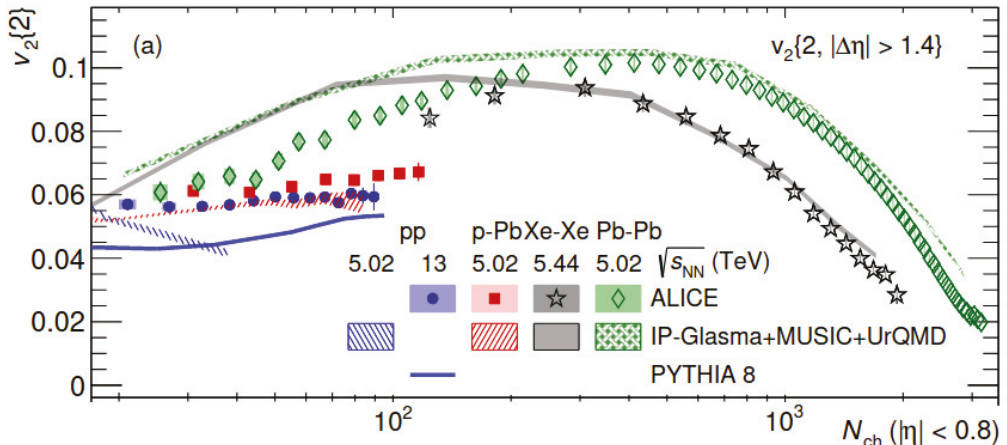 v2{2}
(a)
v2{2, |Δη| > 1.4}
0.1
0.08
0.06
0.04
0.02
0
pp p-Pb Xe-Xe Pb-Pb
5.02 13 5.02 5.44 5.02 √sNN (TeV)
ALICE
IP-Glasma+MUSIC+UrQMD
PYTHIA 8
10² 10³
Nch (|η| < 0.8)